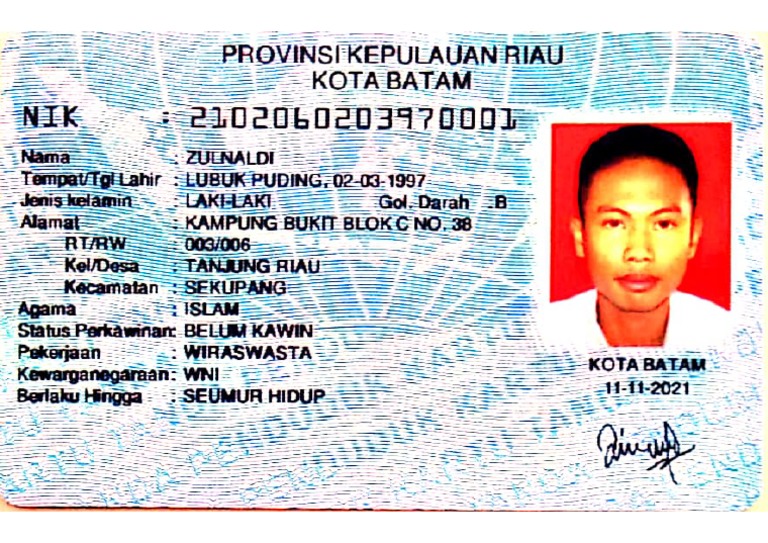 PROVINSI KEPULAUAN RIAU
KOTA BATAM
NIK : 2102060203970001
Nama : ZULNALDI
Tempat/Tgl Lahir : LUBUK PUDING, 02-03-1997
Jenis kelamin : LAKI-LAKI Gol. Darah :B
Alamat : KAMPUNG BUKIT BLOK C NO. 38
RT/RW : 003/006
Kel/Desa : TANJUNG RIAU
Kecamatan : SEKUPANG
Agama : ISLAM
Status Perkawinan: BELUM KAWIN
Pekerjaan : WIRASWASTA
Kewarganegaraan: WNI
Berlaku Hingga : SEUMUR HIDUP
KOTA BATAM
11-11-2021